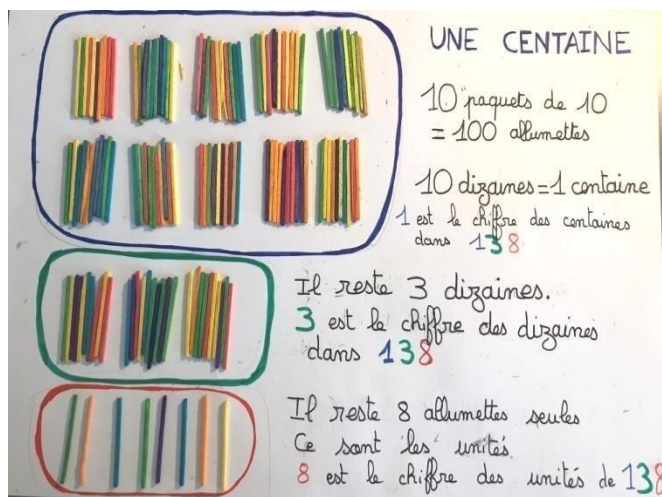 UNE CENTAINE
10 paquets de 10
= 100 allumettes
10 dizaines = 1 centaine
1 est le chiffre des centaines
dans 138
Il reste 3 dizaines.
3 est le chiffre des dizaines
dans 138
Il reste 8 allumettes seules
Ce sont les unités.
8 est le chiffre des unités de 138